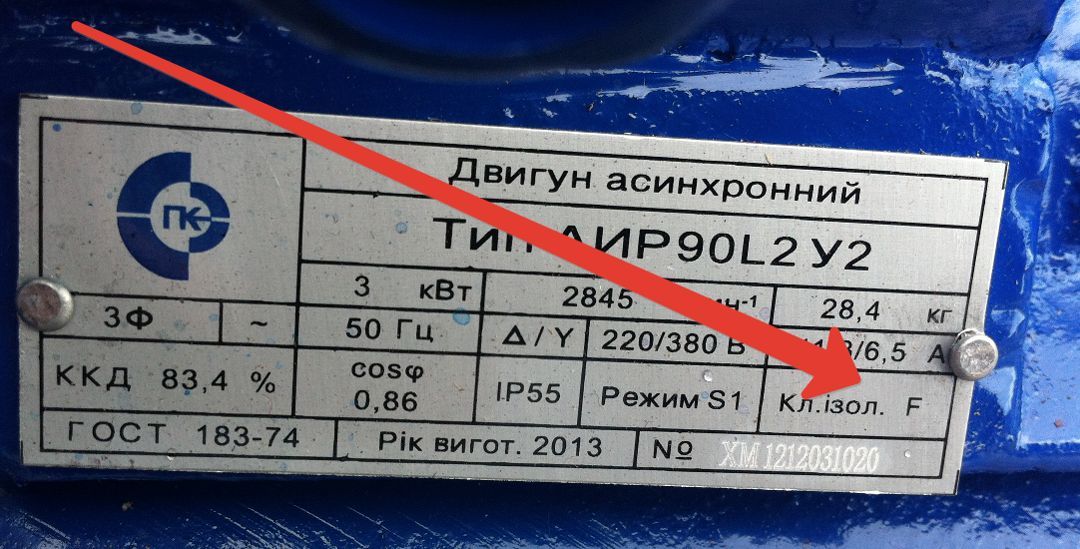 ПК
Двигун асинхронний
Тип АИР90L2 У2
3 кВт 2845 28,4 кг
3Ф ~ 50 Гц Δ/Y 220/380 В /6,5 А
ККД 83,4 % cosφ 0,86 IP55 Режим S1 Кл.ізол. F
ГОСТ 183-74 Рік вигот. 2013 № ХМ 1212031020